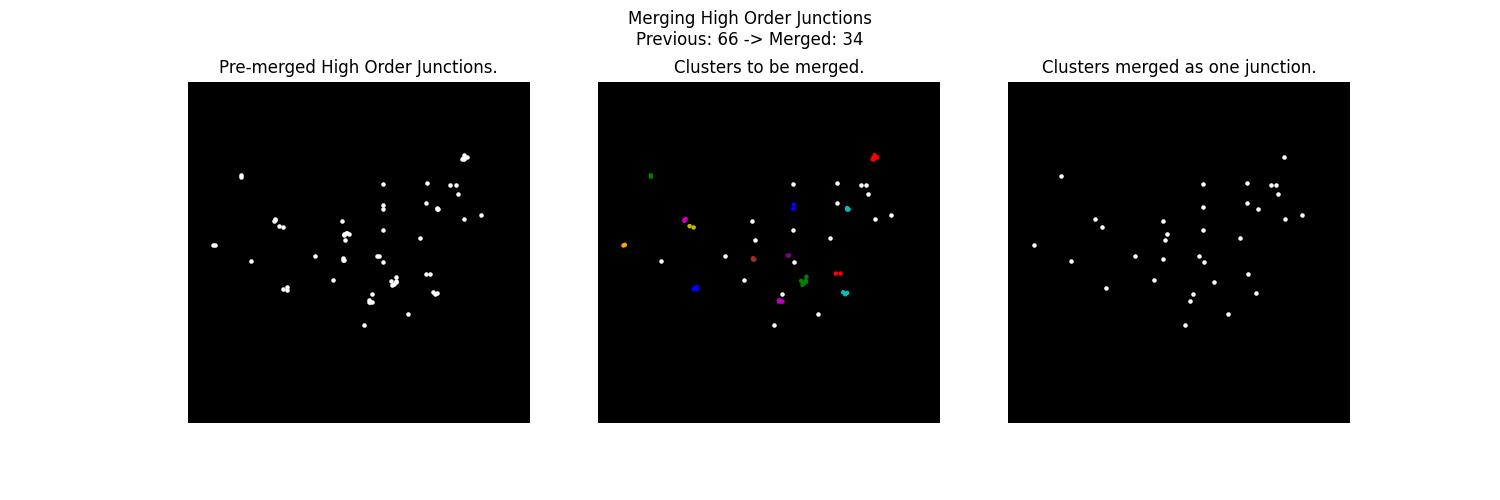 Merging High Order Junctions
Previous: 66 -> Merged: 34
Pre-merged High Order Junctions.
Clusters to be merged.
Clusters merged as one junction.